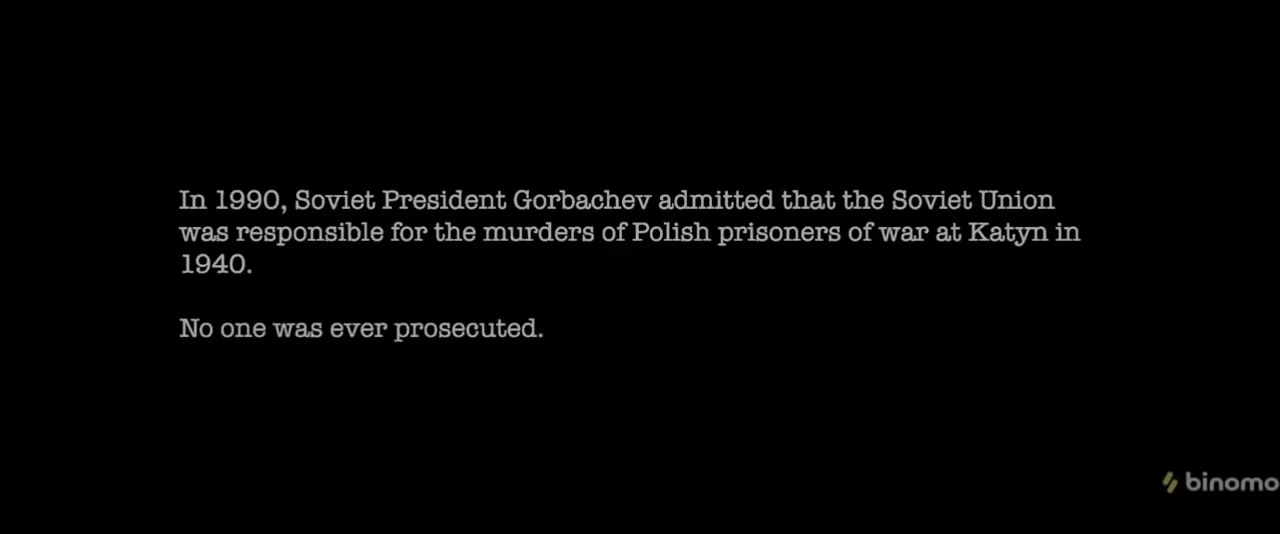 In 1990, Soviet President Gorbachev admitted that the Soviet Union
was responsible for the murders of Polish prisoners of war at Katyn in
1940.
No one was ever prosecuted.
binomo